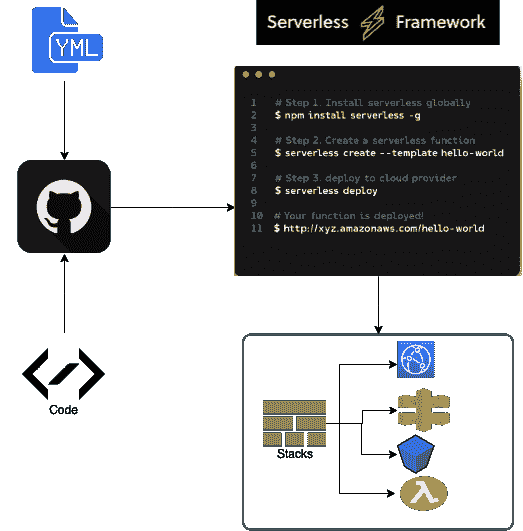 Serverless Framework
YML
1 # Step 1. Install serverless globally
2 $ npm install serverless -g
3
4 # Step 2. Create a serverless function
5 $ serverless create --template hello-world
6
7 # Step 3. deploy to cloud provider
8 $ serverless deploy
9
10 # Your function is deployed!
11 $ http://xyz.amazonaws.com/hello-world
Code
Stacks
λ